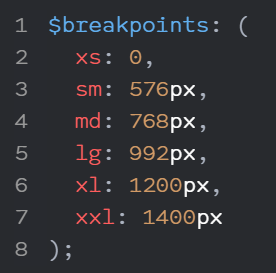 1 $breakpoints: (
2   xs: 0,
3   sm: 576px,
4   md: 768px,
5   lg: 992px,
6   xl: 1200px,
7   xxl: 1400px
8 );